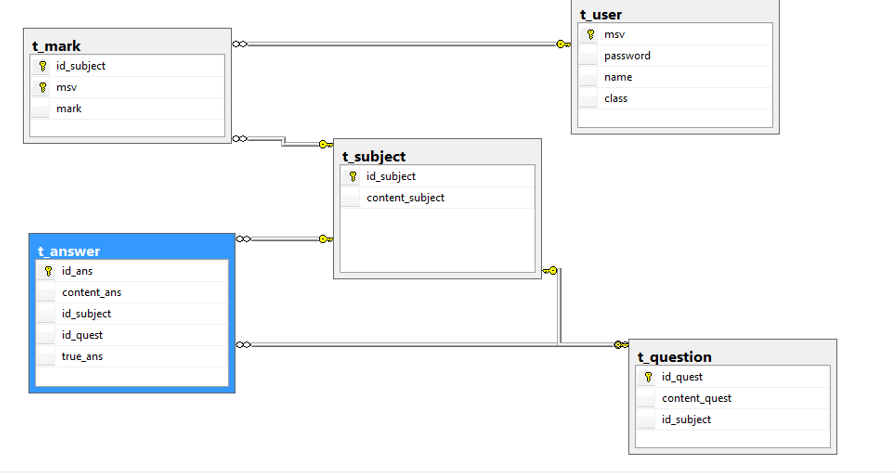 t_mark
id_subject
msv
mark
t_user
msv
password
name
class
t_subject
id_subject
content_subject
t_answer
id_ans
content_ans
id_subject
id_quest
true_ans
t_question
id_quest
content_quest
id_subject